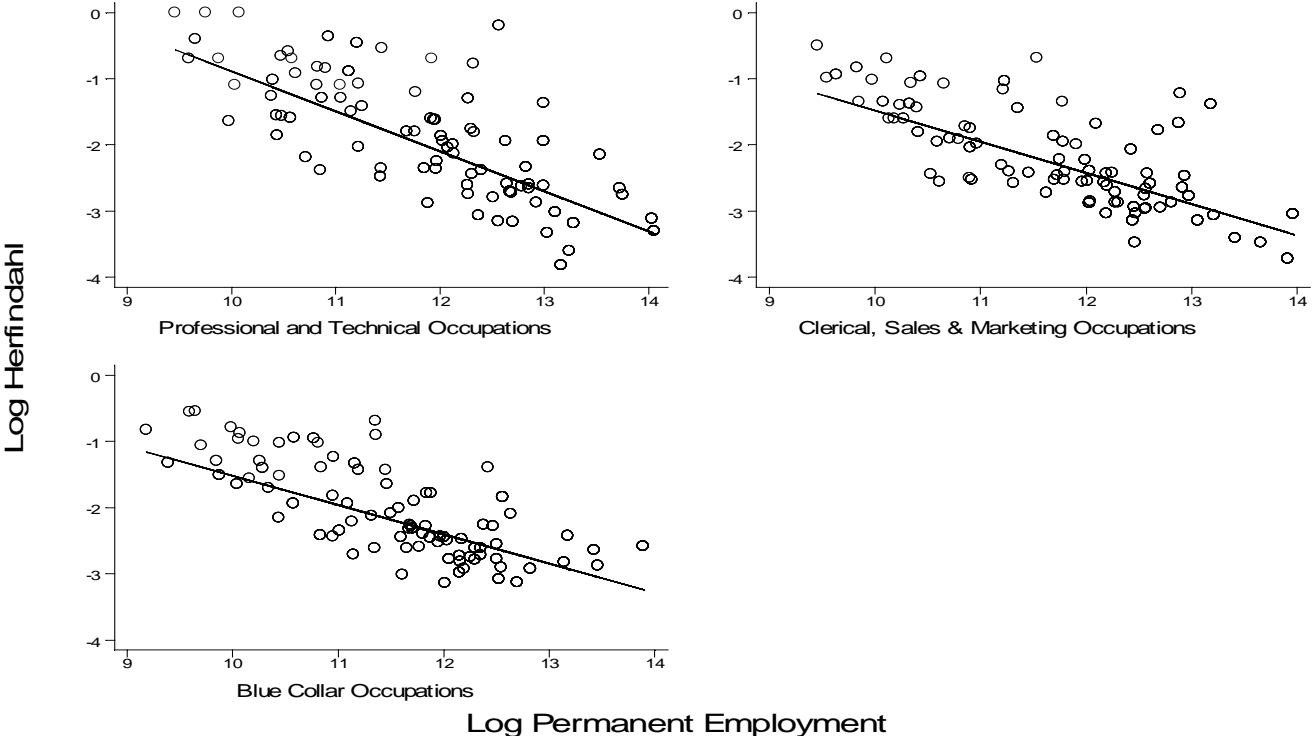 0
-1
-2
-3
-4
9 10 11 12 13 14
Professional and Technical Occupations
0
-1
-2
-3
-4
9 10 11 12 13 14
Clerical, Sales & Marketing Occupations
0
-1
-2
-3
-4
9 10 11 12 13 14
Blue Collar Occupations
Log Herfindahl
Log Permanent Employment